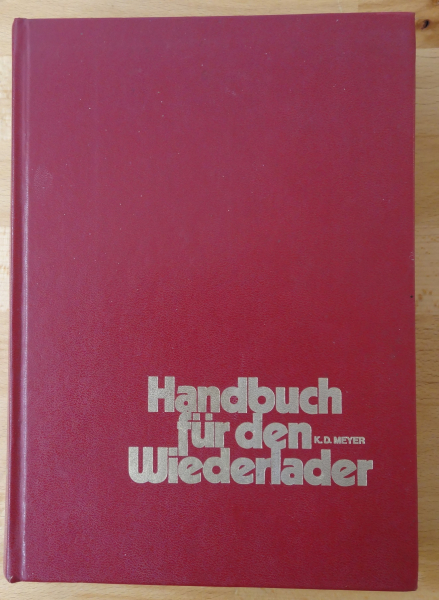 Handbuch
für den K. D. MEYER
Wiederlader